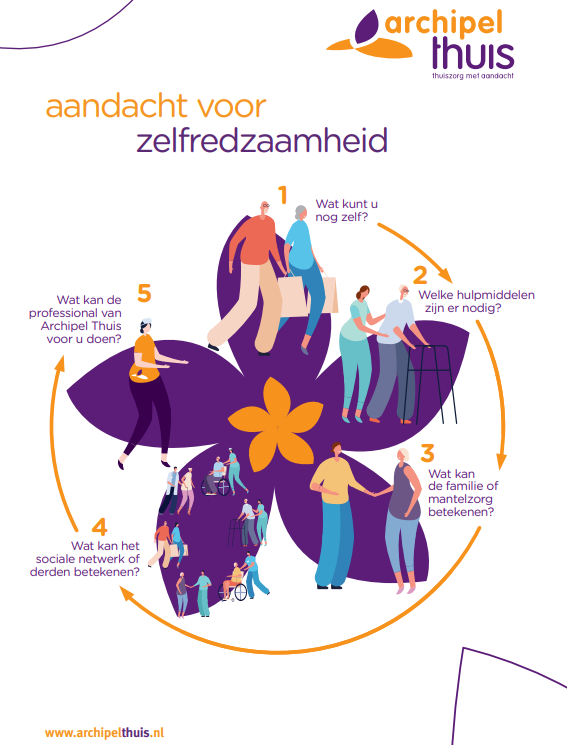 archipel
thuis
thuiszorg met aandacht
aandacht voor
zelfredzaamheid
1
Wat kunt u
nog zelf?
2
Welke hulpmiddelen
zijn er nodig?
3
Wat kan
de familie of
mantelzorg
betekenen?
4
Wat kan het
sociale netwerk of
derden betekenen?
5
Wat kan de
professional van
Archipel Thuis
voor u doen?
www.archipelthuis.nl